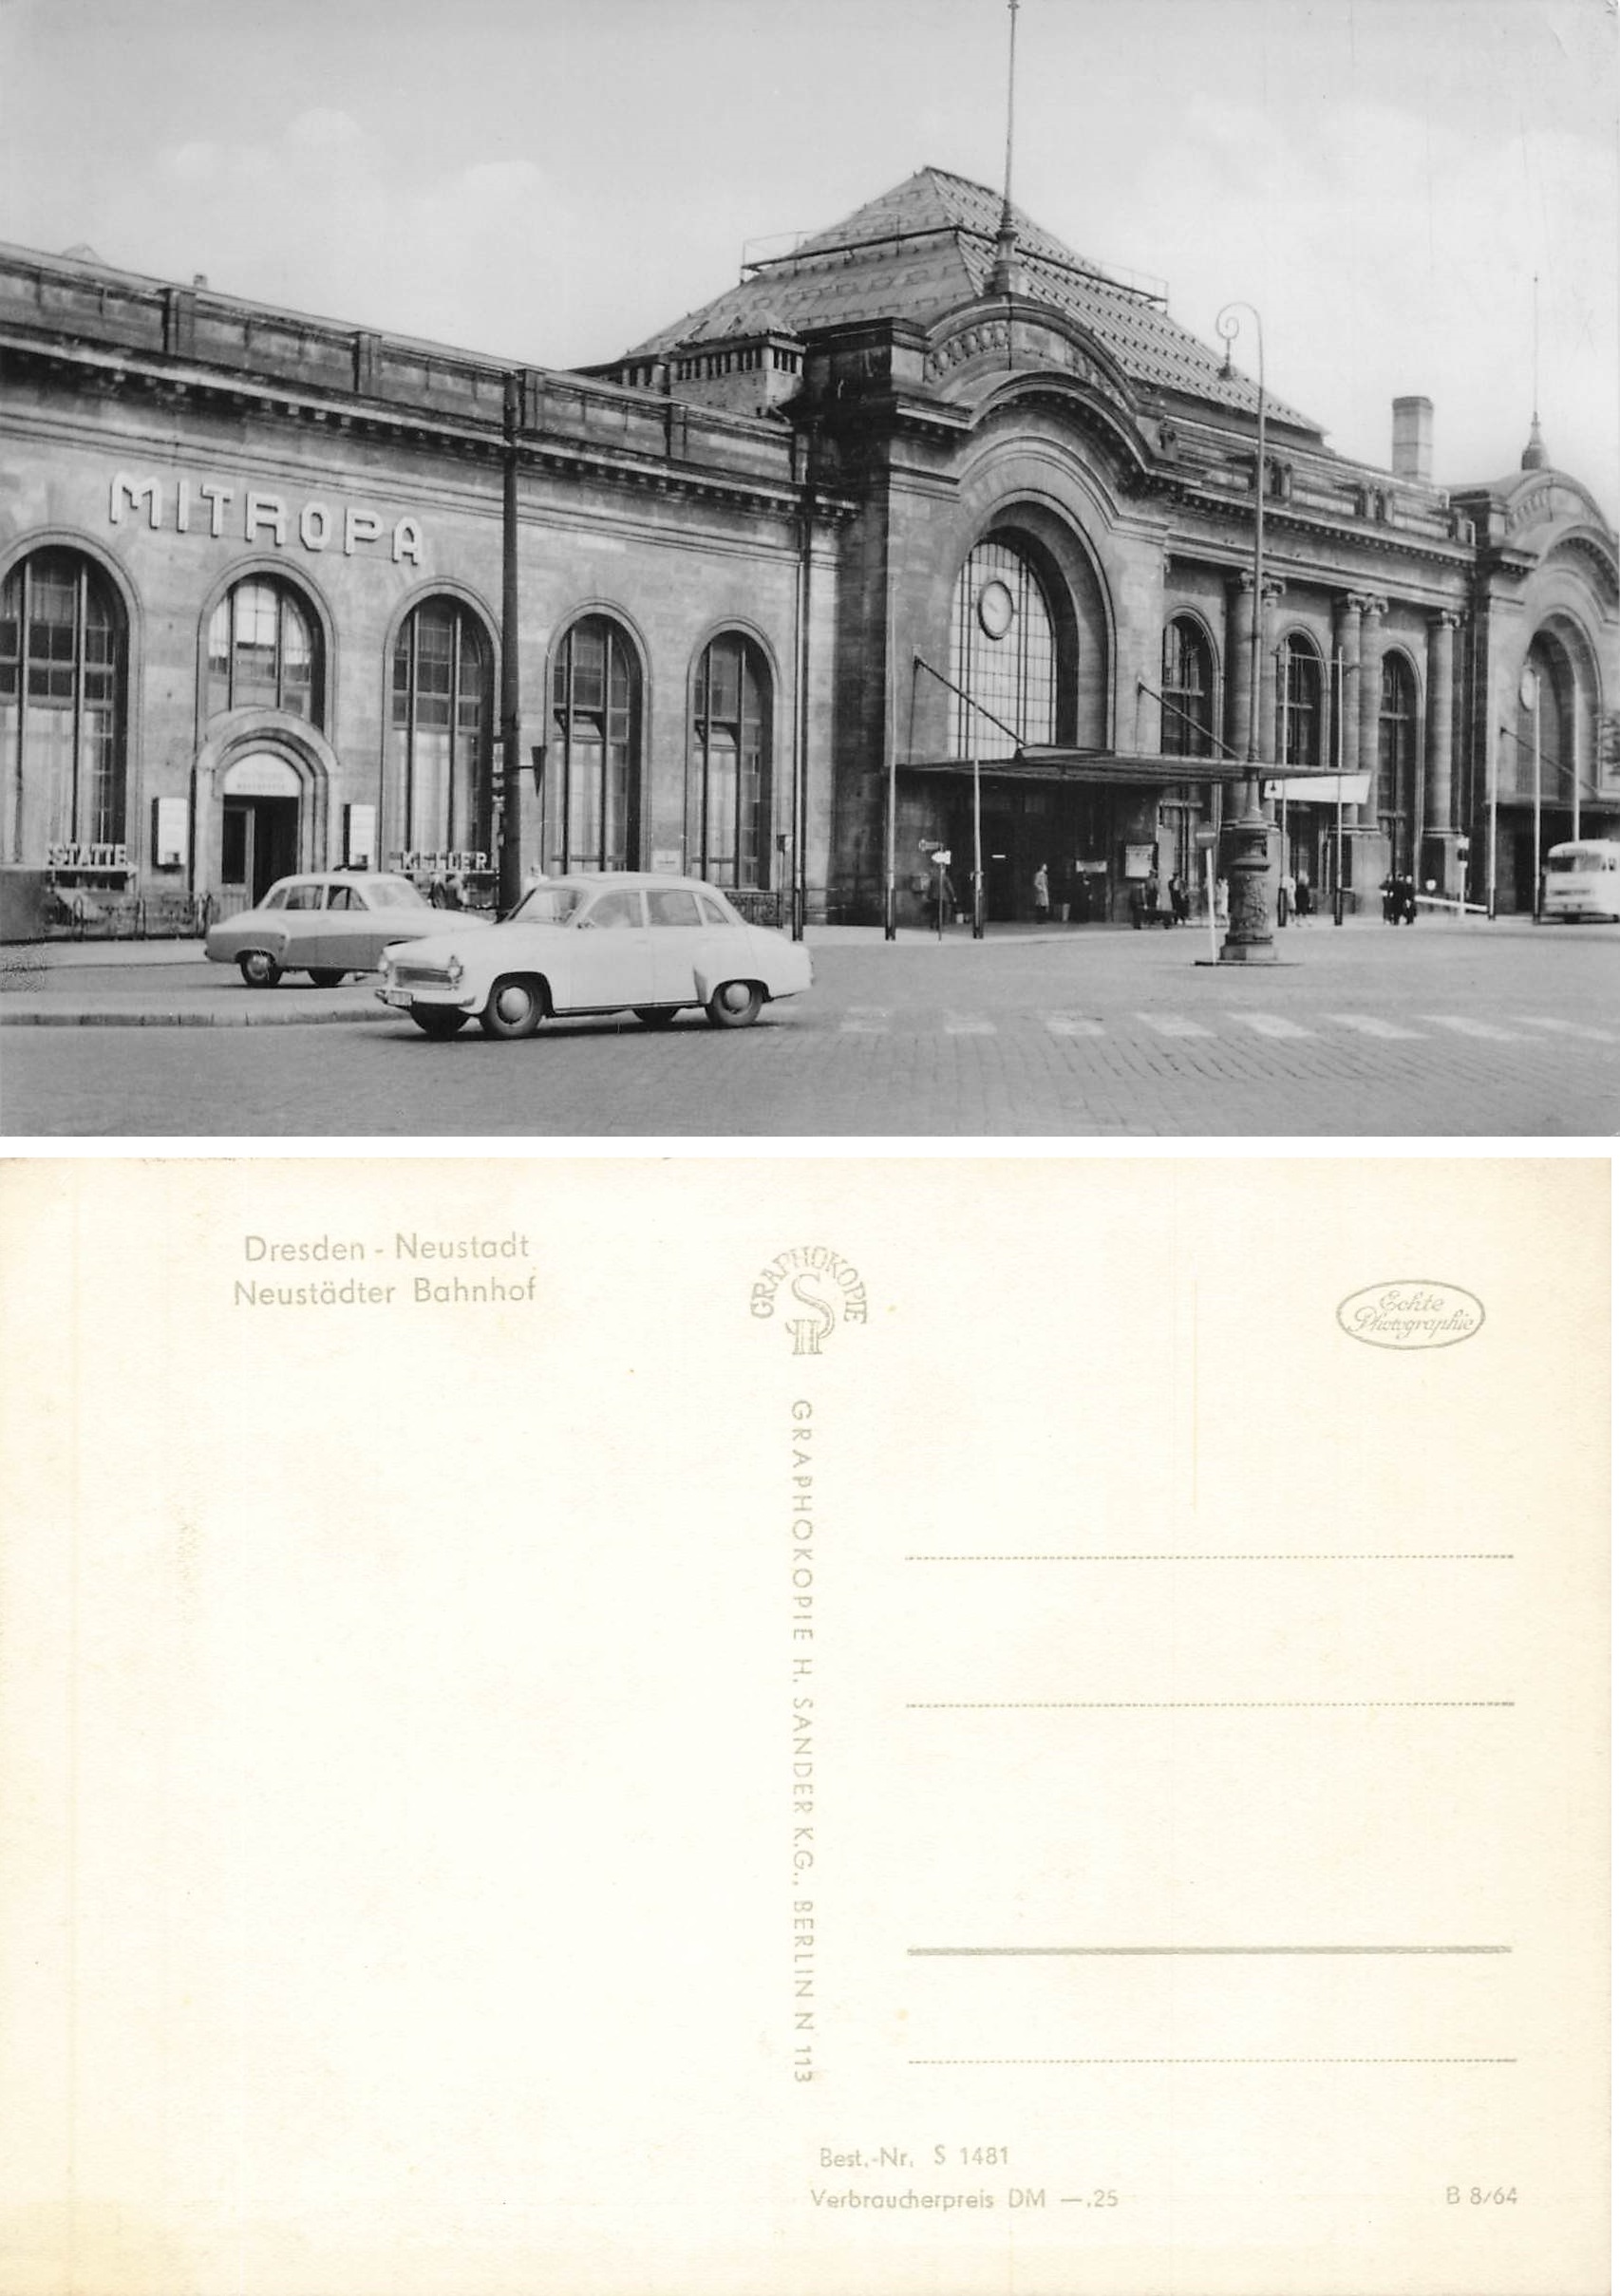 MITROPA
STÄTTE
KELLER
Dresden - Neustadt
Neustädter Bahnhof
GRAPHOKOPIE
HS
Echte
Photographie
GRAPHOKOPIE H. SANDER K.G., BERLIN N 113
Best.-Nr. S 1481
Verbraucherpreis DM —.25
B 8/64